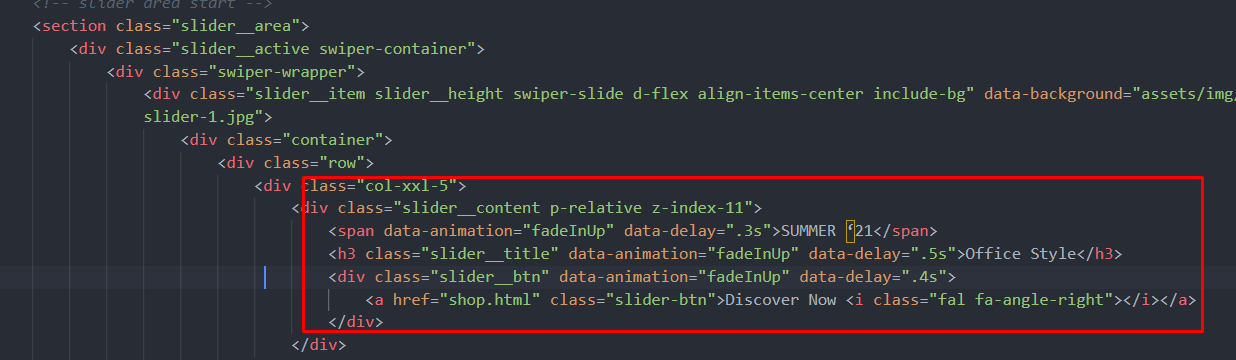 <!-- slider area start -->
<section class="slider__area">
<div class="slider__active swiper-container">
<div class="swiper-wrapper">
<div class="slider__item slider__height swiper-slide d-flex align-items-center include-bg" data-background="assets/img/
slider-1.jpg">
<div class="container">
<div class="row">
<div class="col-xxl-5">
<div class="slider__content p-relative z-index-11">
<span data-animation="fadeInUp" data-delay=".3s">SUMMER ‘21</span>
<h3 class="slider__title" data-animation="fadeInUp" data-delay=".5s">Office Style</h3>
<div class="slider__btn" data-animation="fadeInUp" data-delay=".4s">
<a href="shop.html" class="slider-btn">Discover Now <i class="fal fa-angle-right"></i></a>
</div>
</div>